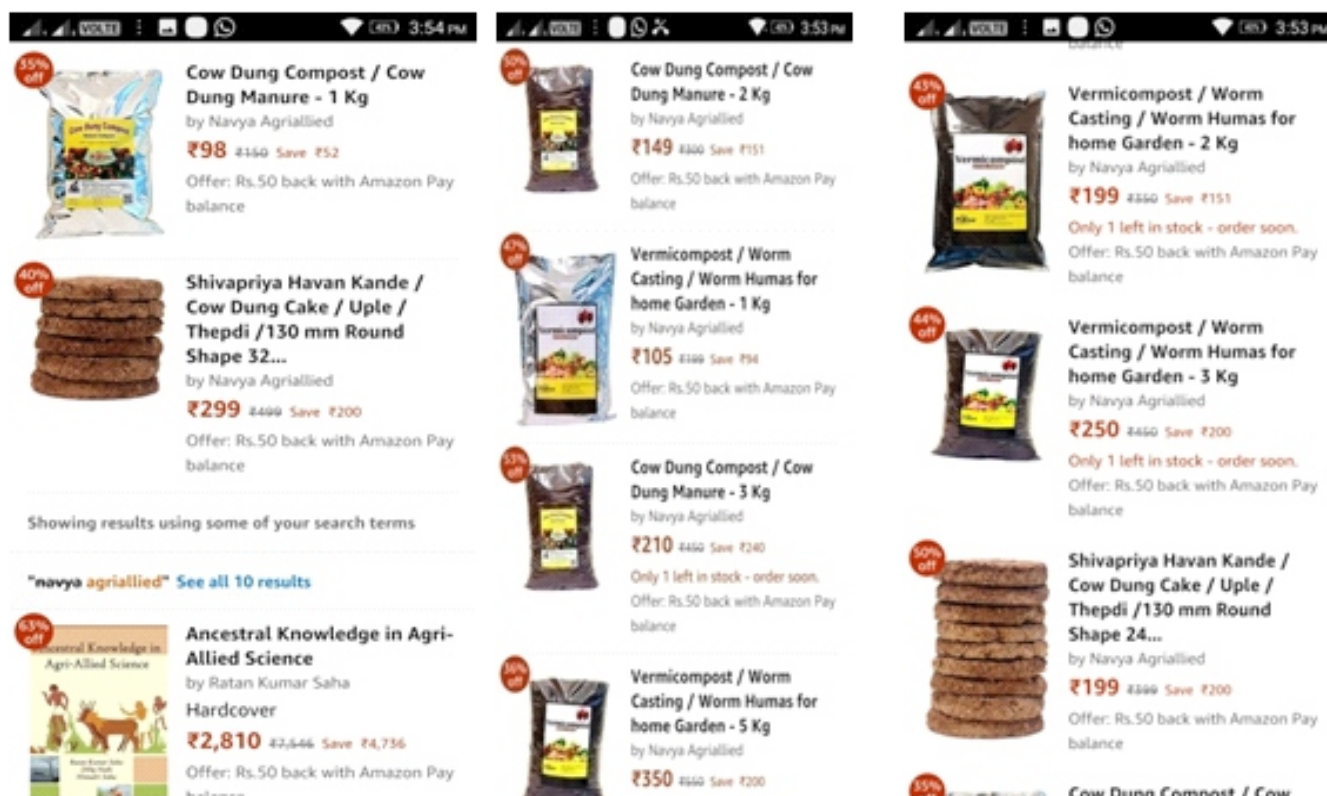 VOLTE
3:54 PM
35%
off
Cow Dung Compost / Cow
Dung Manure - 1 Kg
by Navya Agriallied
₹98 ₹150 Save ₹52
Offer: Rs.50 back with Amazon Pay
balance
40%
off
Shivapriya Havan Kande /
Cow Dung Cake / Uple /
Thepdi /130 mm Round
Shape 32...
by Navya Agriallied
₹299 ₹499 Save ₹200
Offer: Rs.50 back with Amazon Pay
balance
Showing results using some of your search terms
"navya agriallied" See all 10 results
63%
off
Ancestral Knowledge in
Agri-Allied Science
Ancestral Knowledge in Agri-
Allied Science
by Ratan Kumar Saha
Hardcover
₹2,810 ₹7,546 Save ₹4,736
Offer: Rs.50 back with Amazon Pay
balance
VOLTE
3:53 PM
50%
off
Cow Dung Compost / Cow
Dung Manure - 2 Kg
by Navya Agriallied
₹149 ₹300 Save ₹151
Offer: Rs.50 back with Amazon Pay
balance
47%
off
Vermicompost
Vermicompost / Worm
Casting / Worm Humas for
home Garden - 1 Kg
by Navya Agriallied
₹105 ₹199 Save ₹94
Offer: Rs.50 back with Amazon Pay
balance
53%
off
Cow Dung Compost / Cow
Dung Manure - 3 Kg
by Navya Agriallied
₹210 ₹450 Save ₹240
Only 1 left in stock - order soon.
Offer: Rs.50 back with Amazon Pay
balance
36%
off
Vermicompost / Worm
Casting / Worm Humas for
home Garden - 5 Kg
by Navya Agriallied
₹350 ₹550 Save ₹200
VOLTE
3:53 PM
balance
43%
off
Vermicompost
Vermicompost / Worm
Casting / Worm Humas for
home Garden - 2 Kg
by Navya Agriallied
₹199 ₹350 Save ₹151
Only 1 left in stock - order soon.
Offer: Rs.50 back with Amazon Pay
balance
44%
off
Vermicompost / Worm
Casting / Worm Humas for
home Garden - 3 Kg
by Navya Agriallied
₹250 ₹450 Save ₹200
Only 1 left in stock - order soon.
Offer: Rs.50 back with Amazon Pay
balance
50%
off
Shivapriya Havan Kande /
Cow Dung Cake / Uple /
Thepdi /130 mm Round
Shape 24...
by Navya Agriallied
₹199 ₹399 Save ₹200
Offer: Rs.50 back with Amazon Pay
balance
35%
off
Cow Dung Compost / Cow